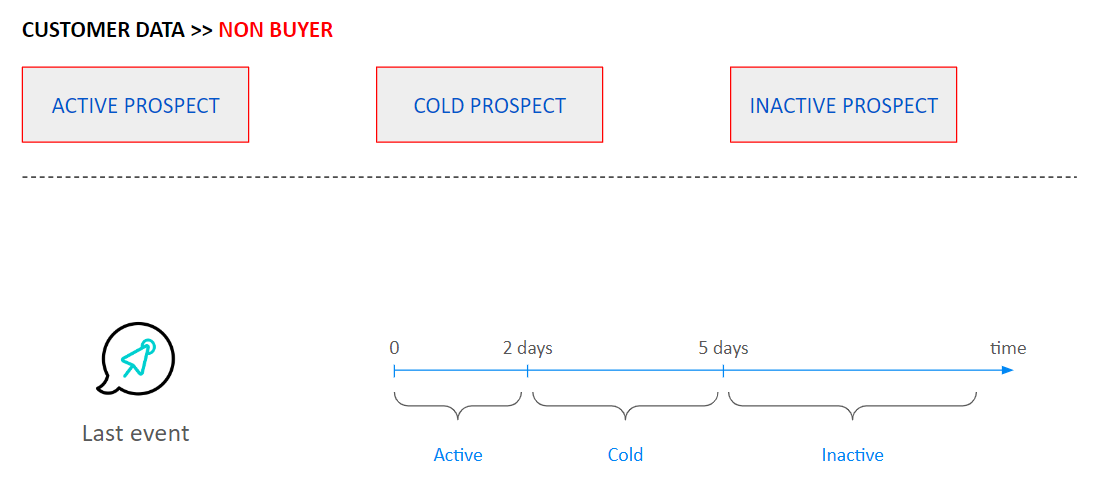 CUSTOMER DATA >> NON BUYER
ACTIVE PROSPECT
COLD PROSPECT
INACTIVE PROSPECT
0
2 days
5 days
time
Last event
Active
Cold
Inactive